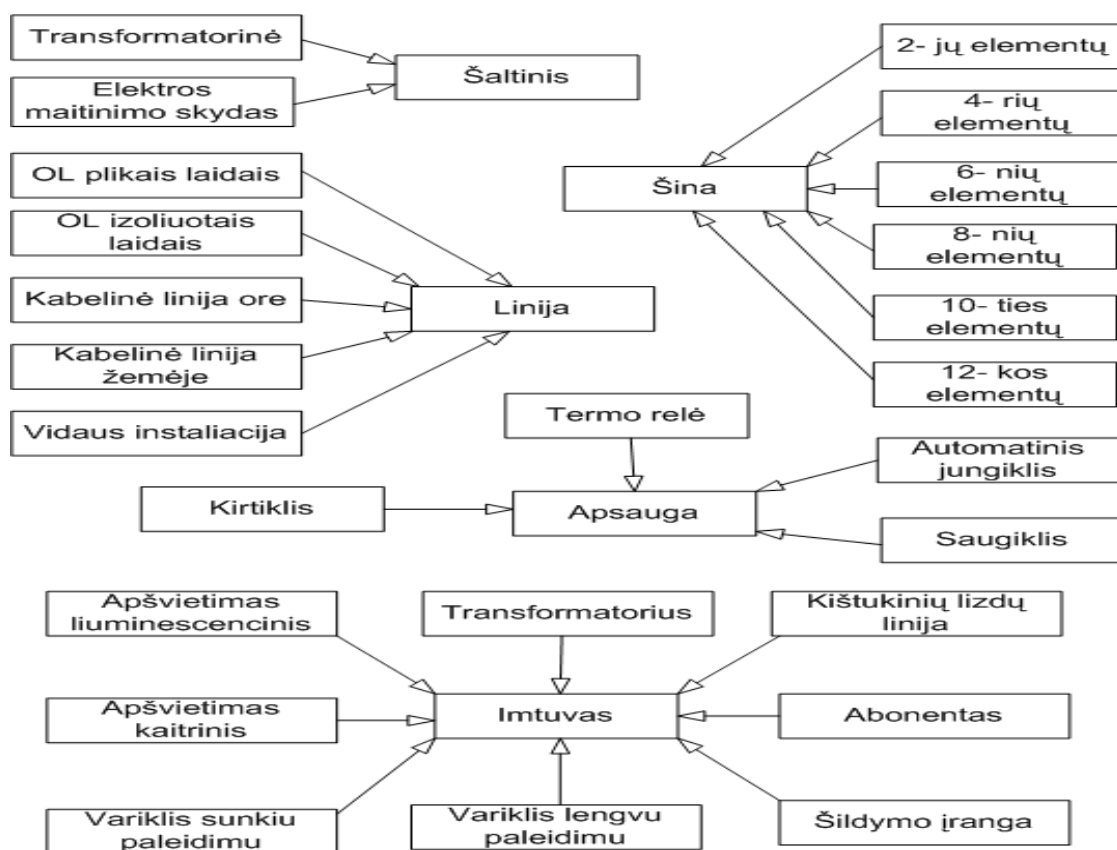 Transformatorinė
Elektros
maitinimo skydas
Šaltinis
2- jų elementų
4- rių
elementų
6- nių
elementų
8- nių
elementų
10- ties
elementų
12- kos
elementų
Šina
OL plikais laidais
OL izoliuotais
laidais
Kabelinė linija ore
Kabelinė linija
žemėje
Vidaus instaliacija
Linija
Termo relė
Kirtiklis
Apsauga
Automatinis
jungiklis
Saugiklis
Apšvietimas
liuminescencinis
Transformatorius
Kištukinių lizdų
linija
Apšvietimas
kaitrinis
Imtuvas
Abonentas
Variklis sunkiu
paleidimu
Variklis lengvu
paleidimu
Šildymo įranga